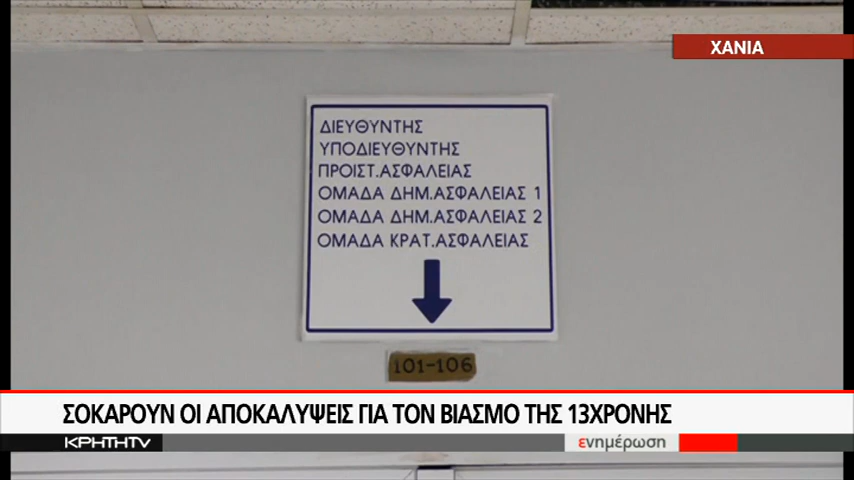 ΧΑΝΙΑ
ΔΙΕΥΘΥΝΤΗΣ
ΥΠΟΔΙΕΥΘΥΝΤΗΣ
ΠΡΟΙΣΤ.ΑΣΦΑΛΕΙΑΣ
ΟΜΑΔΑ ΔΗΜ.ΑΣΦΑΛΕΙΑΣ 1
ΟΜΑΔΑ ΔΗΜ.ΑΣΦΑΛΕΙΑΣ 2
ΟΜΑΔΑ ΚΡΑΤ.ΑΣΦΑΛΕΙΑΣ
101-106
ΣΟΚΑΡΟΥΝ ΟΙ ΑΠΟΚΑΛΥΨΕΙΣ ΓΙΑ ΤΟΝ ΒΙΑΣΜΟ ΤΗΣ 13ΧΡΟΝΗΣ
ΚΡΗΤΗTV ενημέρωση